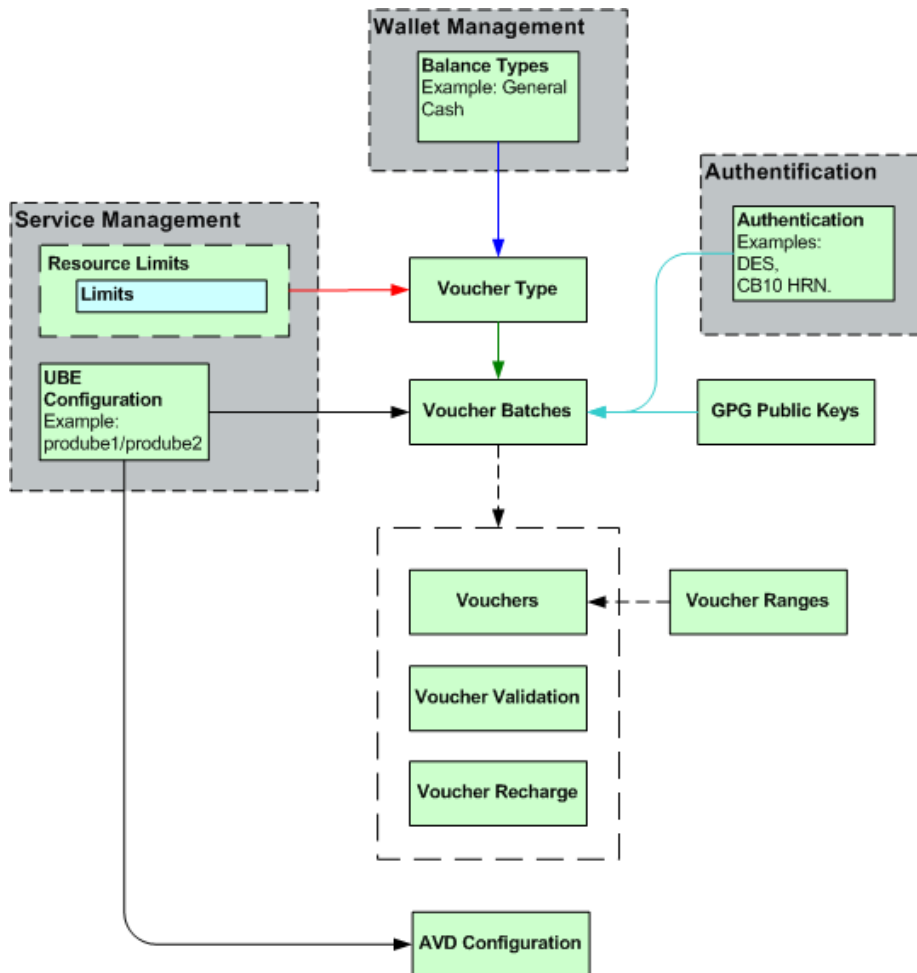 Wallet Management
Balance Types
Example: General
Cash
Authentification
Authentication
Examples:
DES,
CB10 HRN.
Service Management
Resource Limits
Limits
Voucher Type
UBE
Configuration
Example:
prodube1/prodube2
Voucher Batches
GPG Public Keys
Vouchers
Voucher Ranges
Voucher Validation
Voucher Recharge
AVD Configuration